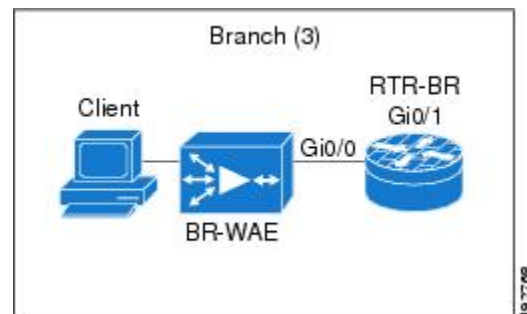 Branch (3)
Client
RTR-BR
Gi0/1
Gi0/0
BR-WAE